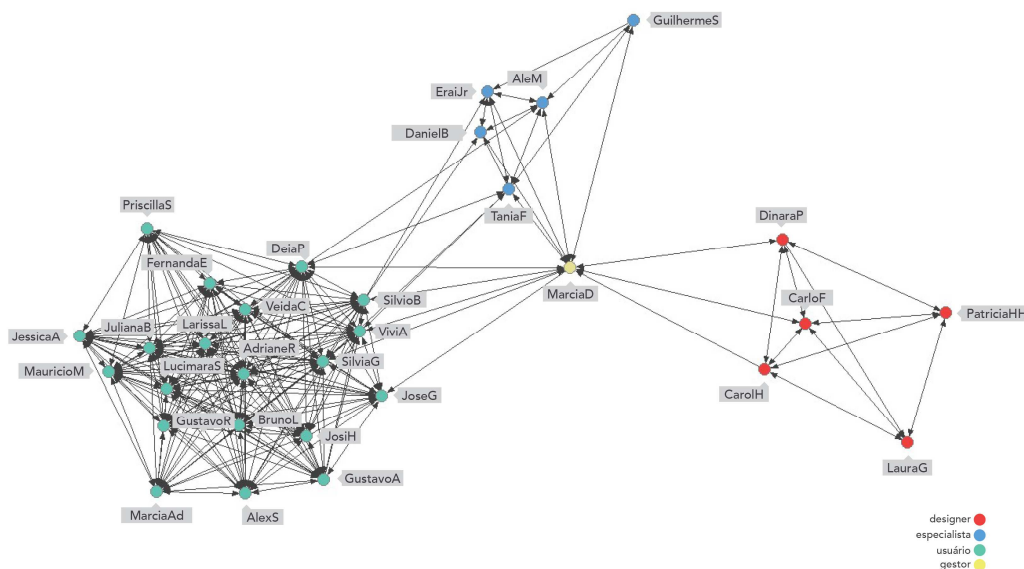 GuilhermeS
AleM
EraiJr
DanielB
PriscillaS
TaniaF
DinaraP
DeiaP
FernandaE
MarciaD
CarloF
SilvioB
VeidaC
PatriciaHH
JulianaB
LarissaL
ViviA
JessicaA
AdrianeR
SilviaG
LucimaraS
MauricioM
CarolH
JoseG
GustavoR
BrunoL
JosiH
LauraG
GustavoA
MarciaAd
AlexS
designer
especialista
usuário
gestor